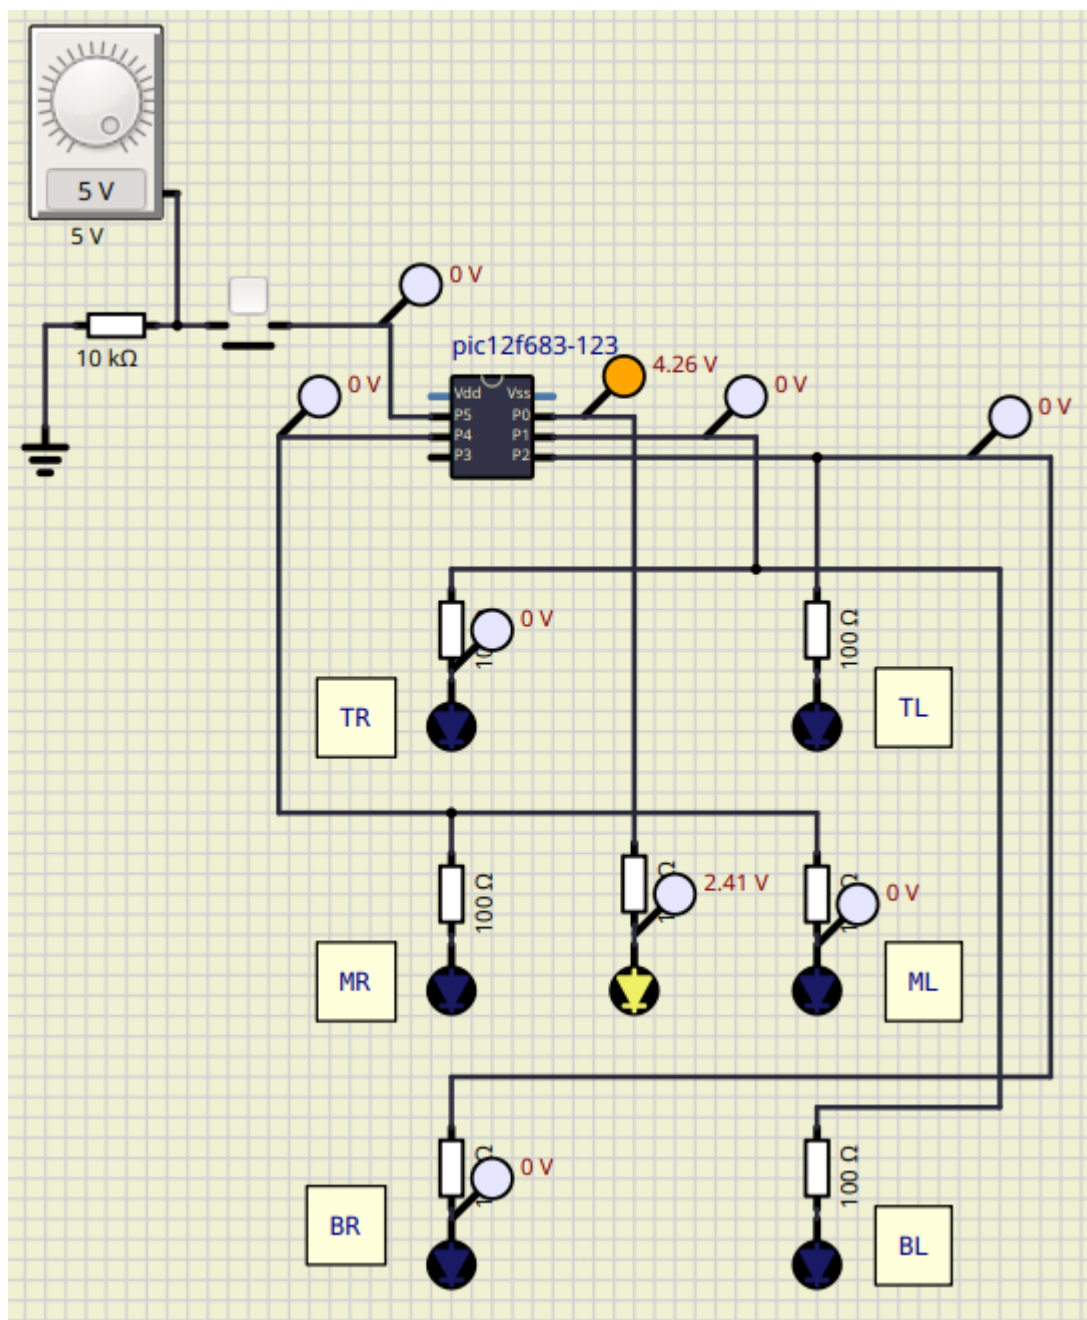 5 V
5 V
0 V
10 kΩ
pic12f683-123
4.26 V
0 V
0 V
0 V
Vdd Vss
P5 P0
P4 P1
P3 P2
0 V
100 Ω
TR
TL
100 Ω
2.41 V
0 V
MR
ML
0 V
100 Ω
BR
BL